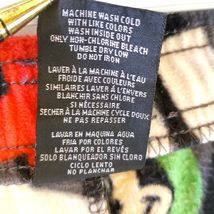 MACHINE WASH COLD
WITH LIKE COLORS
WASH INSIDE OUT
ONLY NON-CHLORINE BLEACH
TUMBLE DRY LOW
DO NOT IRON
LAVER À LA MACHINE À L'EAU
FROIDE AVEC COULEURS
SIMILAIRES LAVER À L'ENVERS
BLANCHIR SANS CHLORE
SI NÉCESSAIRE
SECHER À LA MACHINE CYCLE DOUX
NE PAS REPASSER
LAVAR EN MAQUINA AGUA
FRIA POR COLORES
LAVAR POR EL REVÉS
SOLO BLANQUEADOR SIN CLORO
CICLO LENTO
NO PLANCHAR